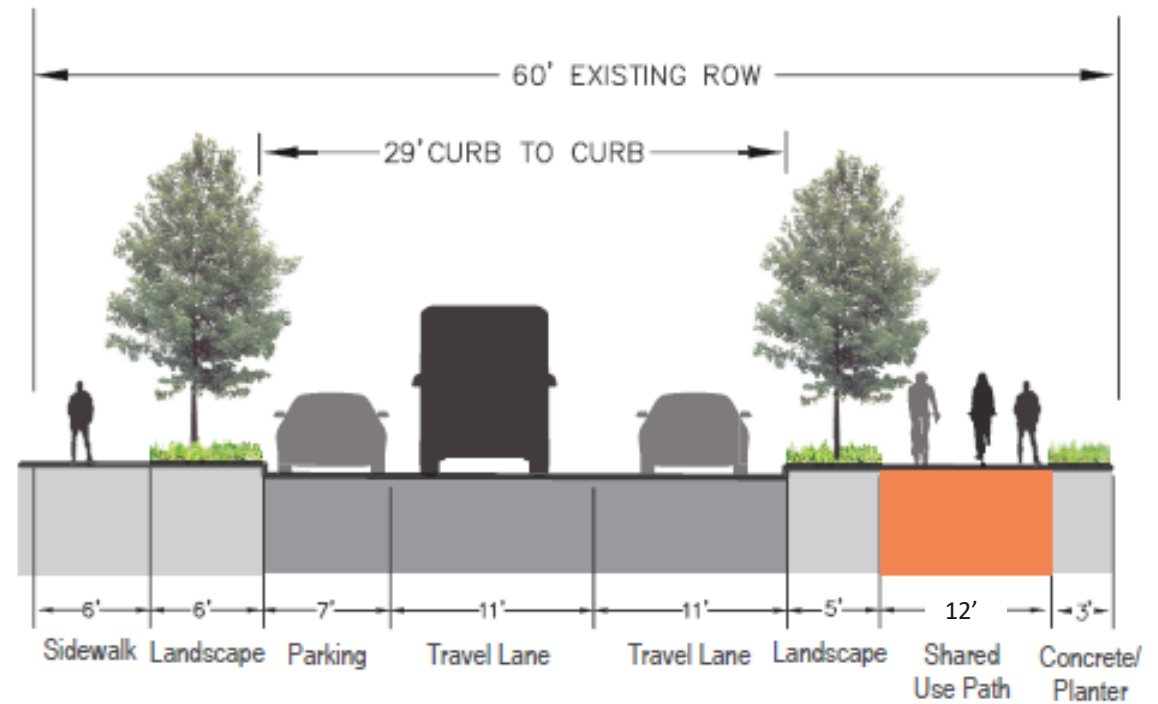 60' EXISTING ROW
29' CURB TO CURB
6' 6' 7' 11' 11' 5' 12' 3'
Sidewalk Landscape Parking Travel Lane Travel Lane Landscape Shared Use Path Concrete/ Planter